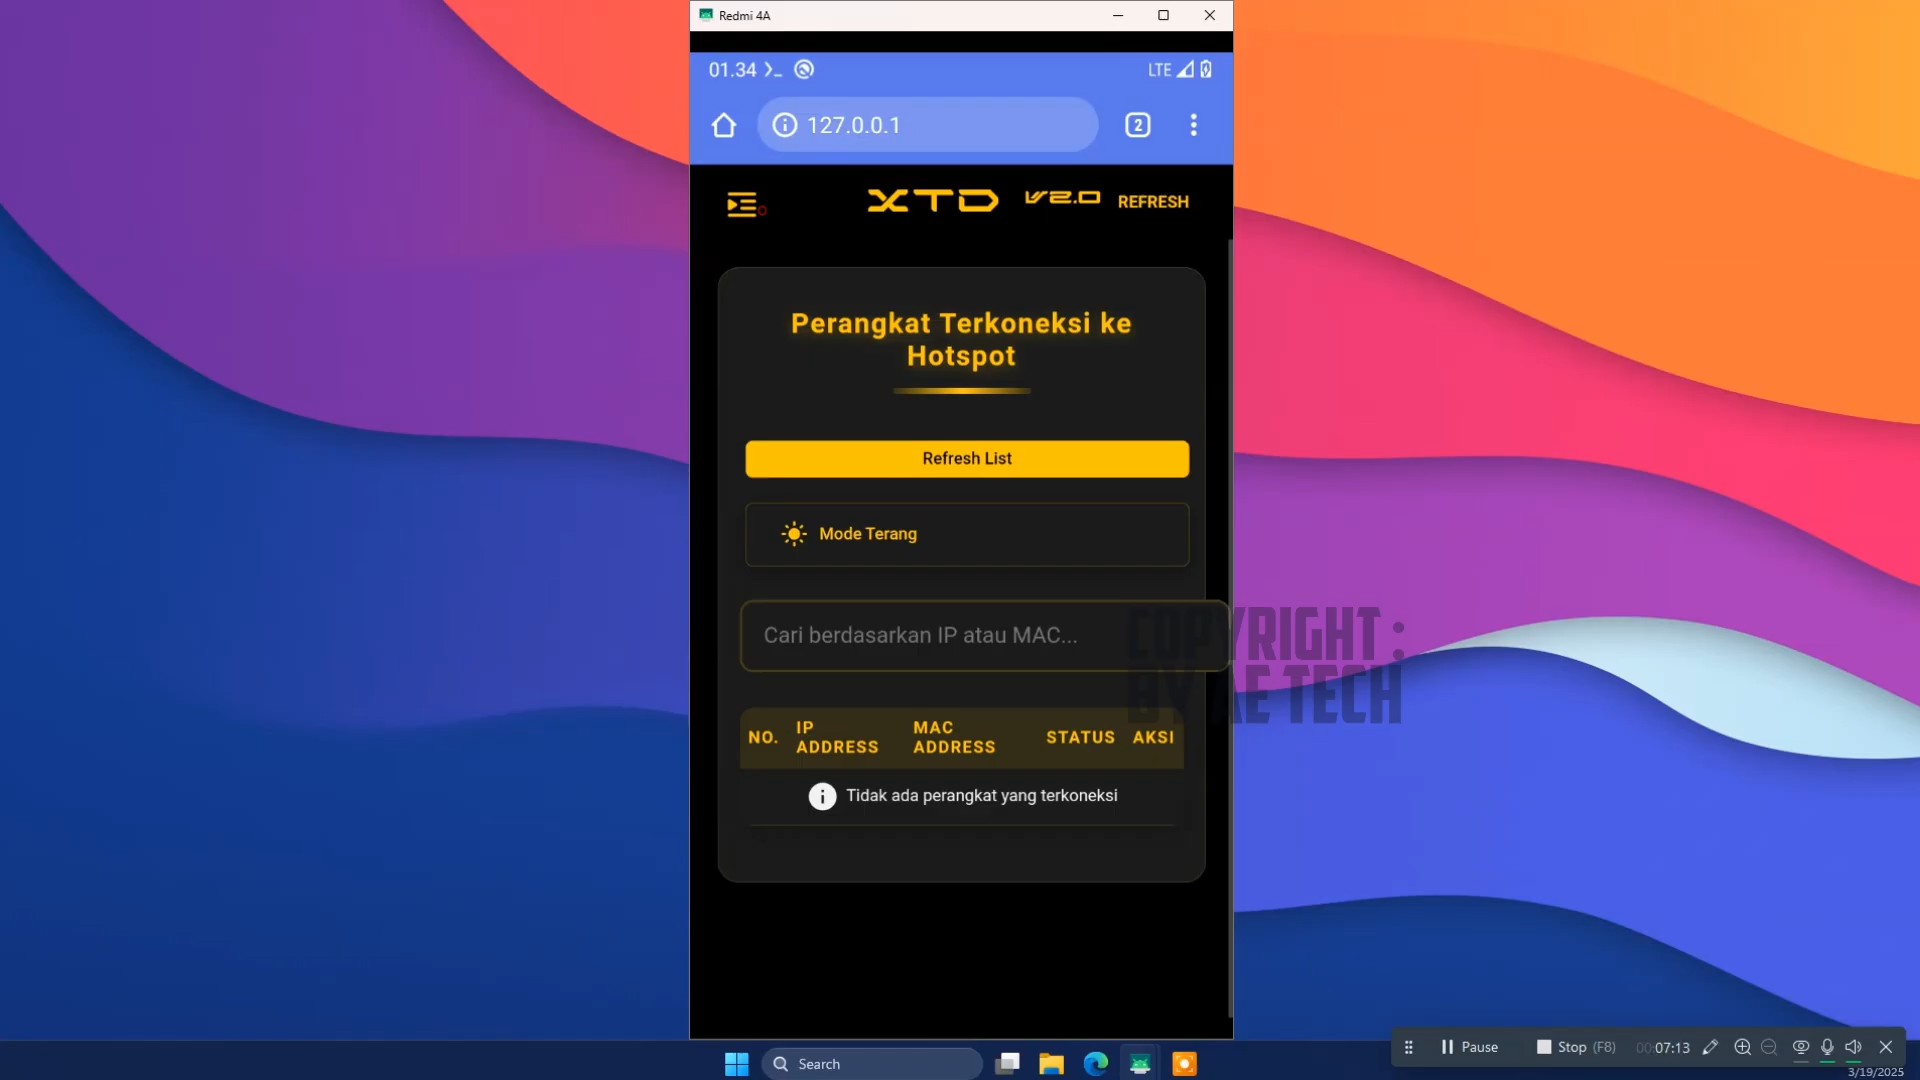 Redmi 4A
01.34
LTE
127.0.0.1
2
XTD V2.0 REFRESH
Perangkat Terkoneksi ke
Hotspot
Refresh List
Mode Terang
Cari berdasarkan IP atau MAC...
COPYRIGHT :
BY AE TECH
NO. IP ADDRESS MAC ADDRESS STATUS AKSI
Tidak ada perangkat yang terkoneksi
Search
Pause Stop (F8) 00:07:13
3/19/2025